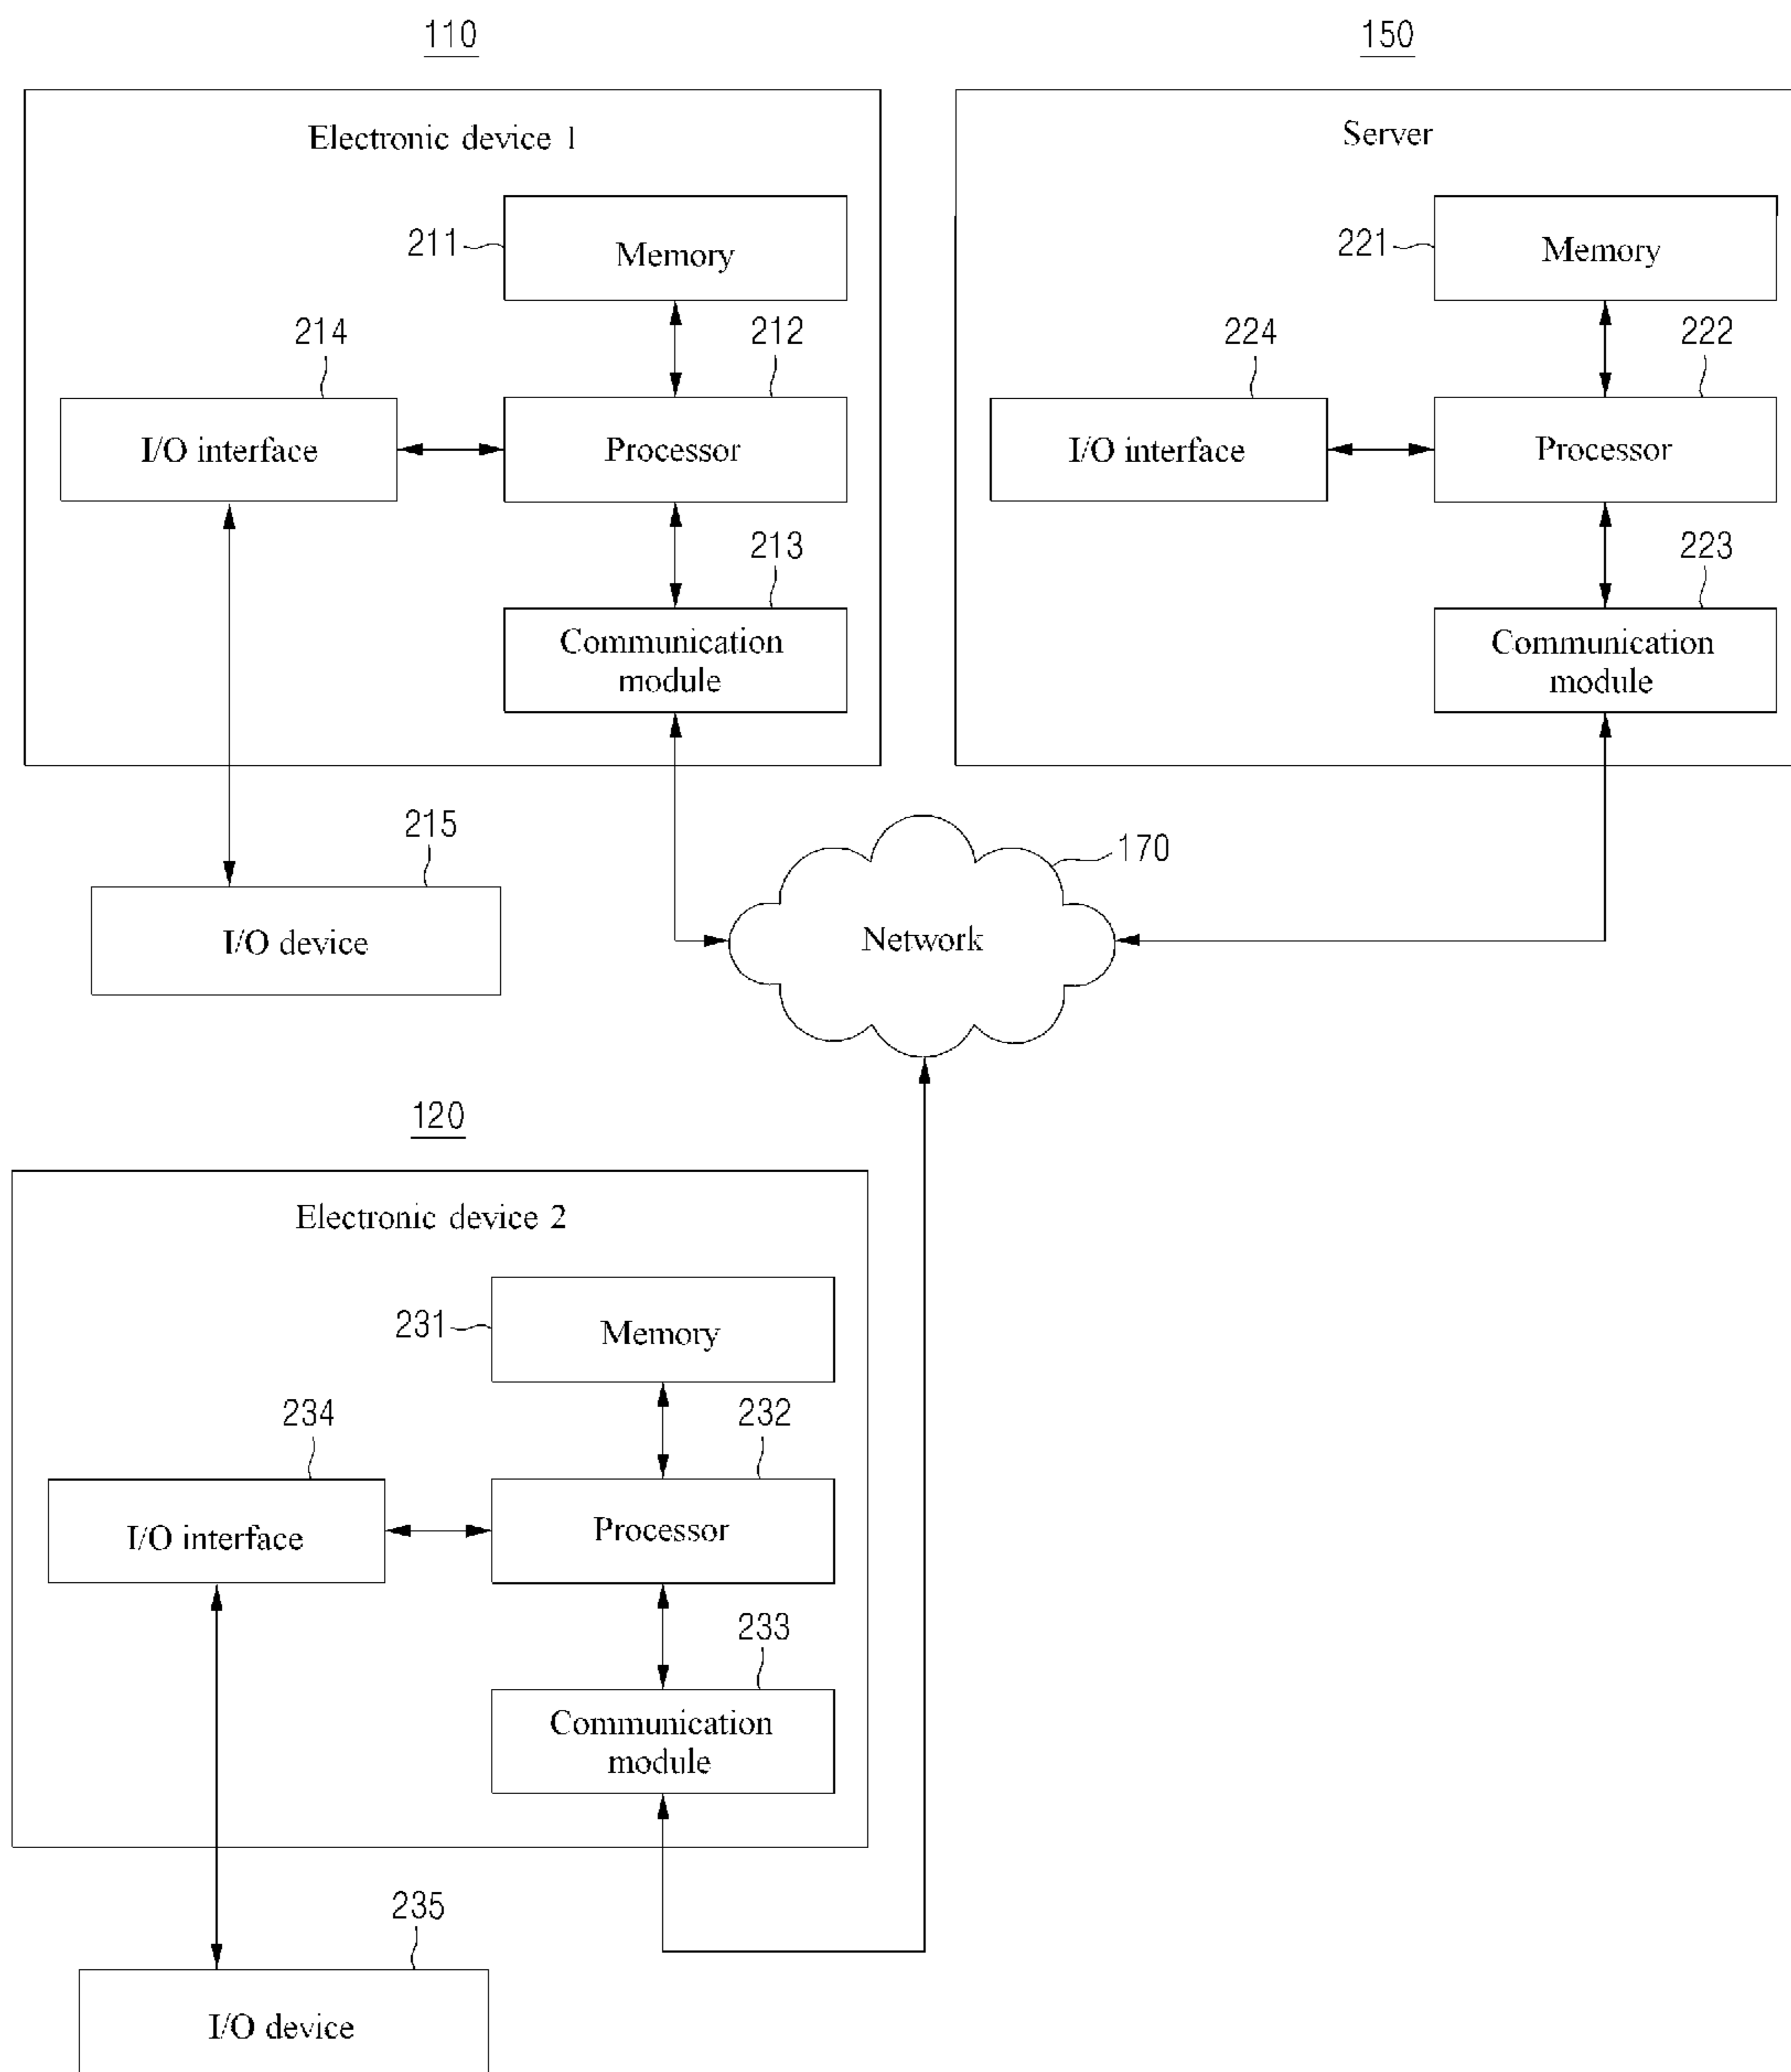 110
Electronic device 1
211
Memory
214
212
I/O interface
Processor
213
Communication
module
215
I/O device
150
Server
221
Memory
224
222
I/O interface
Processor
223
Communication
module
170
Network
120
Electronic device 2
231
Memory
234
232
I/O interface
Processor
233
Communication
module
235
I/O device